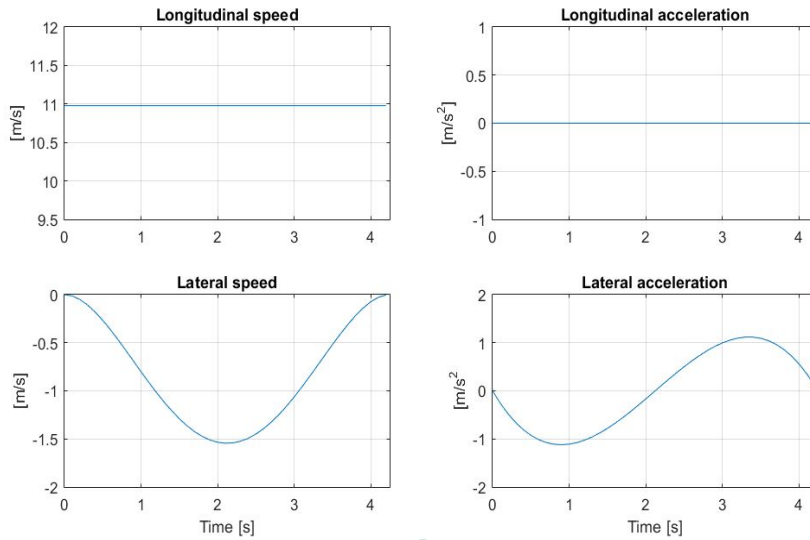 Longitudinal speed
12
11.5
11
10.5
10
9.5
[m/s]
0 1 2 3 4
Longitudinal acceleration
1
0.5
0
-0.5
-1
[m/s²]
0 1 2 3 4
Lateral speed
0
-0.5
-1
-1.5
-2
[m/s]
0 1 2 3 4
Time [s]
Lateral acceleration
2
1
0
-1
-2
[m/s²
0 1 2 3 4
Time [s]